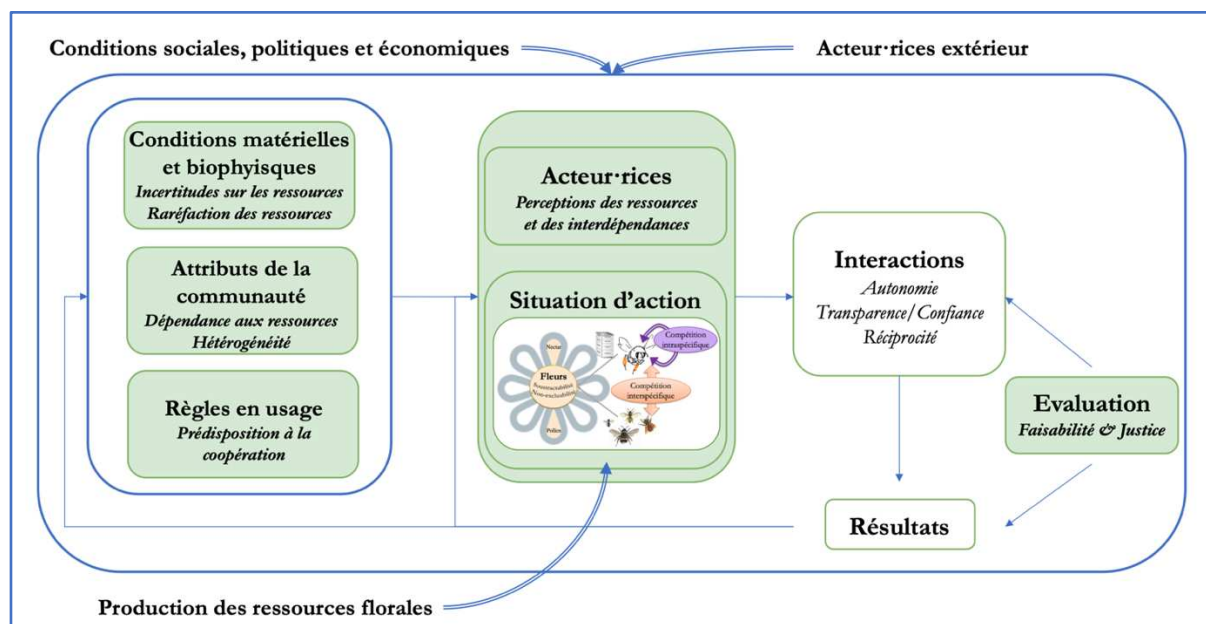 Conditions sociales, politiques et économiques
Acteur·rices extérieur
Conditions matérielles
et biophyisques
Incertitudes sur les ressources
Raréfaction des ressources
Attributs de la
communauté
Dépendance aux ressources
Hétérogénéité
Règles en usage
Prédisposition à la
coopération
Acteur·rices
Perceptions des ressources
et des interdépendances
Situation d'action
Nectar
Fleurs
Soustractabilité
Non-excludabilité
Pollen
Compétition
intraspécifique
Compétition
interspécifique
Interactions
Autonomie
Transparence/Confiance
Réciprocité
Evaluation
Faisabilité & Justice
Résultats
Production des ressources florales